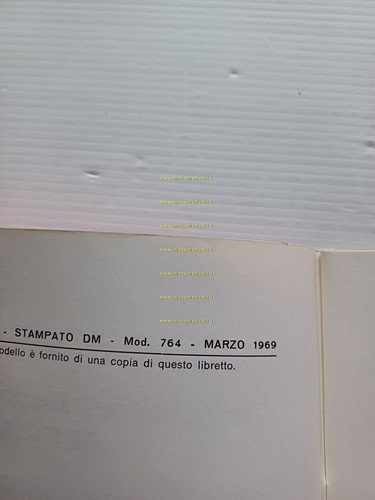 - STAMPATO DM - Mod. 764 - MARZO 1969
odello è fornito di una copia di questo libretto.